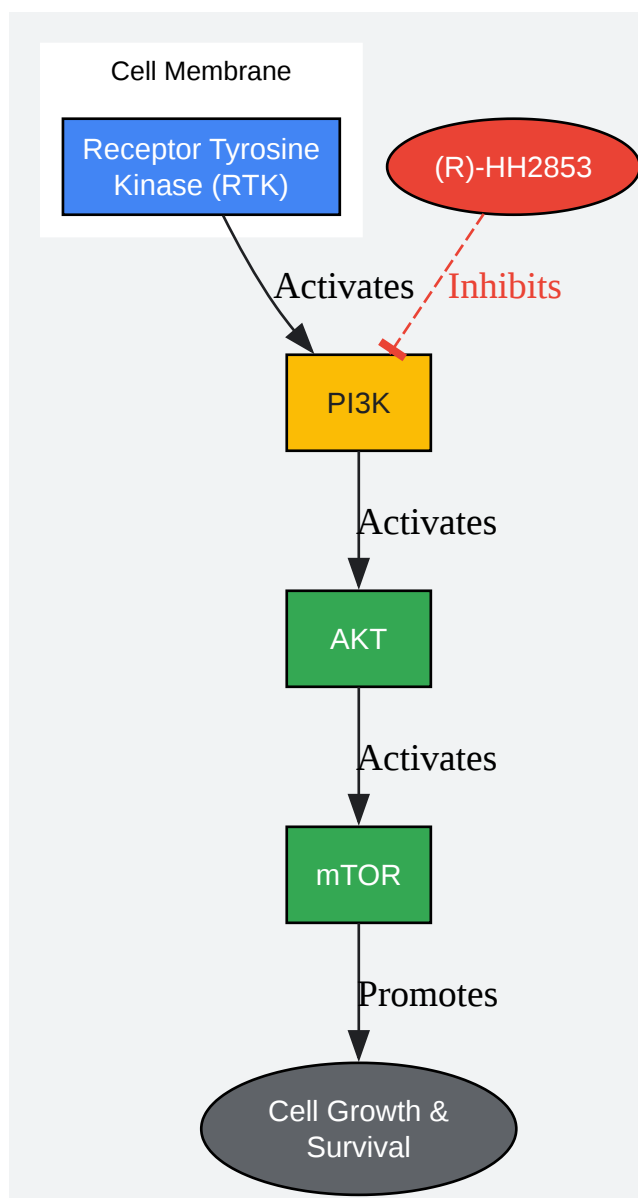 Cell Membrane
Receptor Tyrosine
Kinase (RTK)
(R)-HH2853
Activates
Inhibits
PI3K
Activates
AKT
Activates
mTOR
Promotes
Cell Growth &
Survival